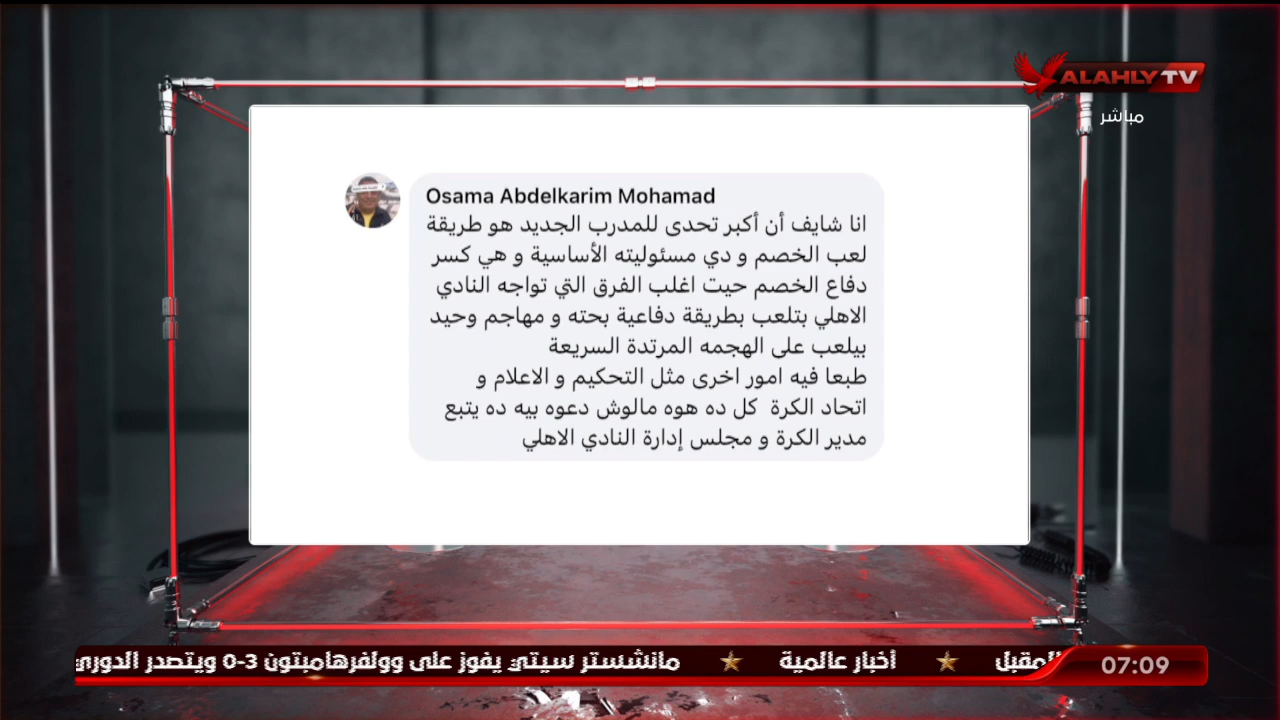 ALAHLY TV
مباشر
Osama Abdelkarim Mohamad
انا شايف أن أكبر تحدى للمدرب الجديد هو طريقة
لعب الخصم و دي مسئوليته الأساسية و هي كسر
دفاع الخصم حيت اغلب الفرق التي تواجه النادي
الاهلي بتلعب بطريقة دفاعية بحته و مهاجم وحيد
بيلعب على الهجمه المرتدة السريعة
طبعا فيه امور اخرى مثل التحكيم و الاعلام و
اتحاد الكرة كل ده هوه مالوش دعوه بيه ده يتبع
مدير الكرة و مجلس إدارة النادي الاهلي
07:09
المقبل ★ أخبار عالمية ★ مانشستر سيتي يفوز على وولفرهامبتون 3-0 ويتصدر الدوري